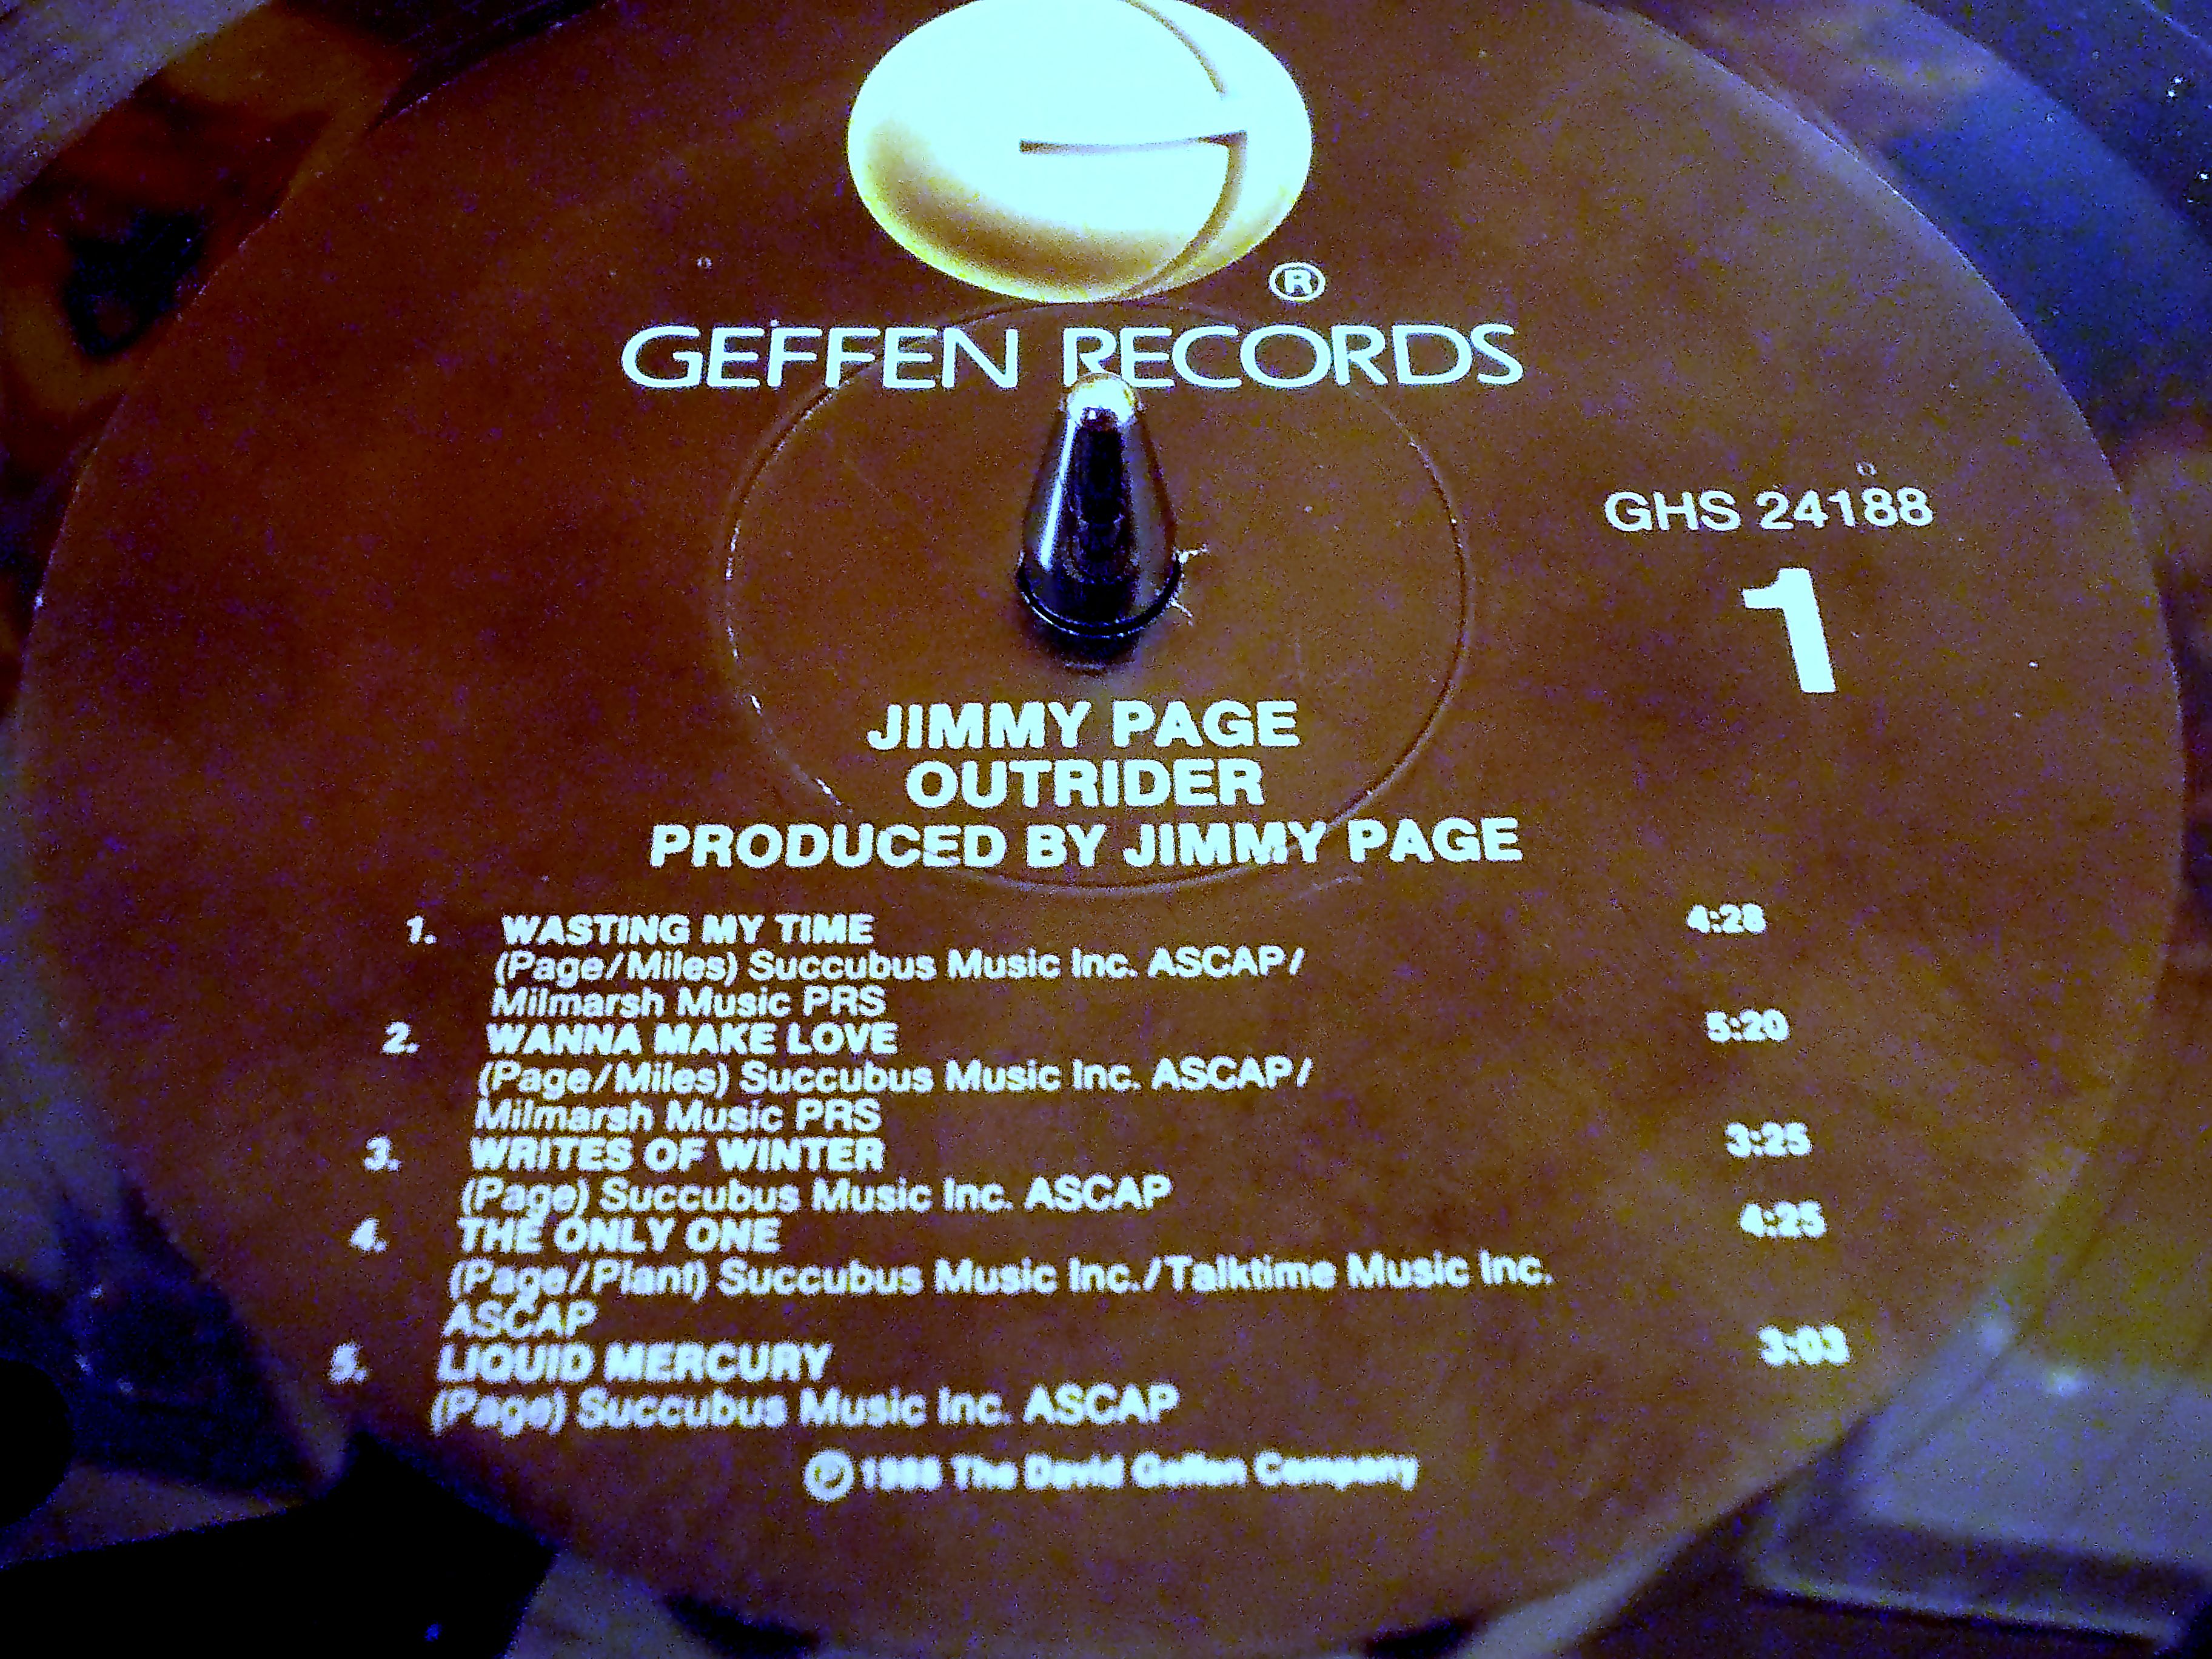 ®
GEFFEN RECORDS
GHS 24188
1
JIMMY PAGE
OUTRIDER
PRODUCED BY JIMMY PAGE
1. WASTING MY TIME 4:28
(Page/Miles) Succubus Music Inc. ASCAP/
Milmarsh Music PRS
2. WANNA MAKE LOVE 5:20
(Page/Miles) Succubus Music Inc. ASCAP/
Milmarsh Music PRS
3. WRITES OF WINTER 3:25
(Page) Succubus Music Inc. ASCAP
4. THE ONLY ONE 4:25
(Page/Plant) Succubus Music Inc./Talktime Music Inc.
ASCAP
5. LIQUID MERCURY 3:03
(Page) Succubus Music Inc. ASCAP
℗ 1988 The David Geffen Company